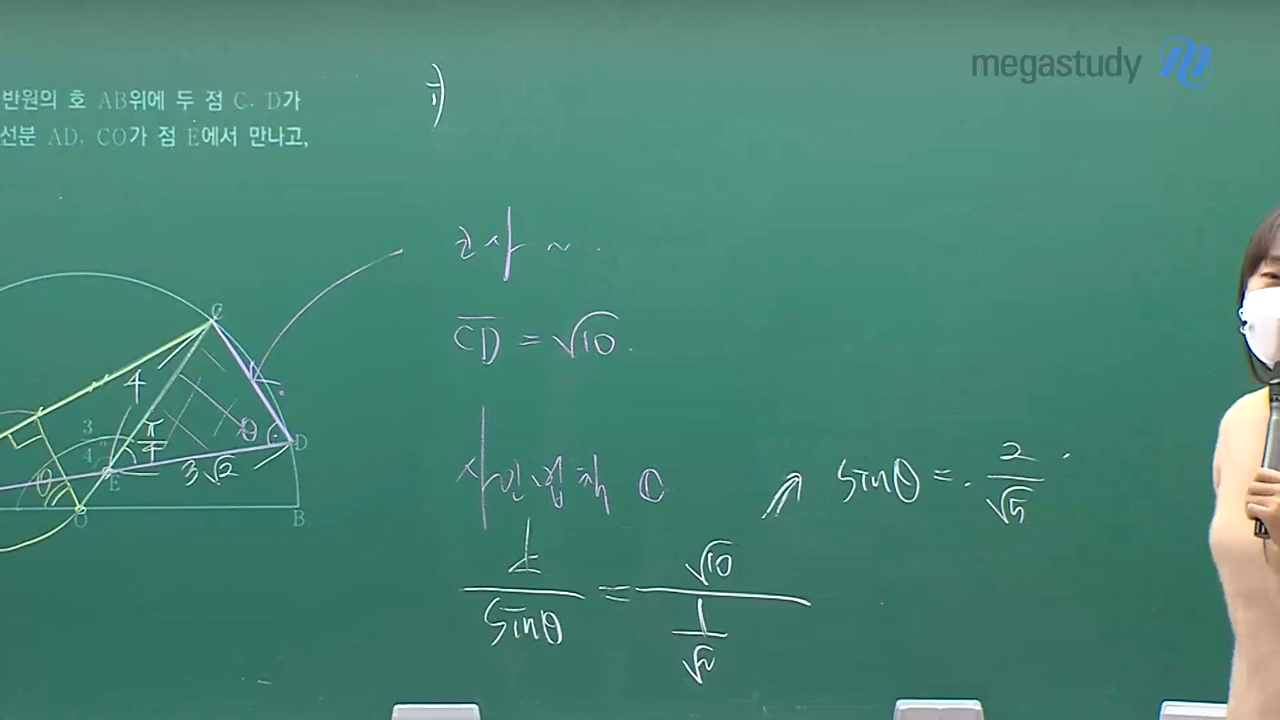 megastudy
반원의 호 AB위에 두 점 C, D가
선분 AD, CO가 점 E에서 만나고,
코사 ~
CD = √10
사인법칙
4/sinθ = √10/(1/√2)
sinθ = 2/√5
C
4
3/4
π/4
θ
D
3√2
E
θ
O
B